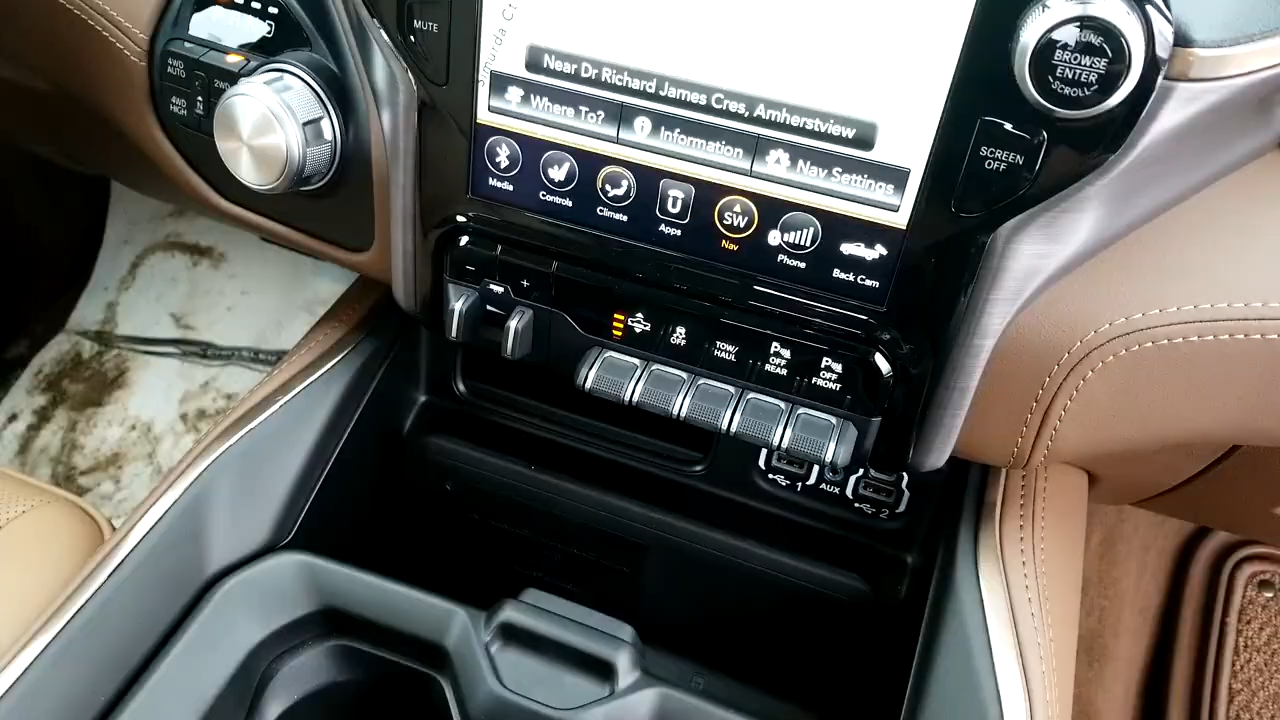 MUTE
4WD
AUTO
2WD
4WD
HIGH
N
Near Dr Richard James Cres, Amherstview
Where To?
Information
Nav Settings
Media
Controls
Climate
Apps
SW
Nav
Phone
Back Cam
TUNE
BROWSE
ENTER
SCROLL
SCREEN
OFF
- +
OFF
TOW/
HAUL
P
OFF
REAR
P
OFF
FRONT
1
AUX
2